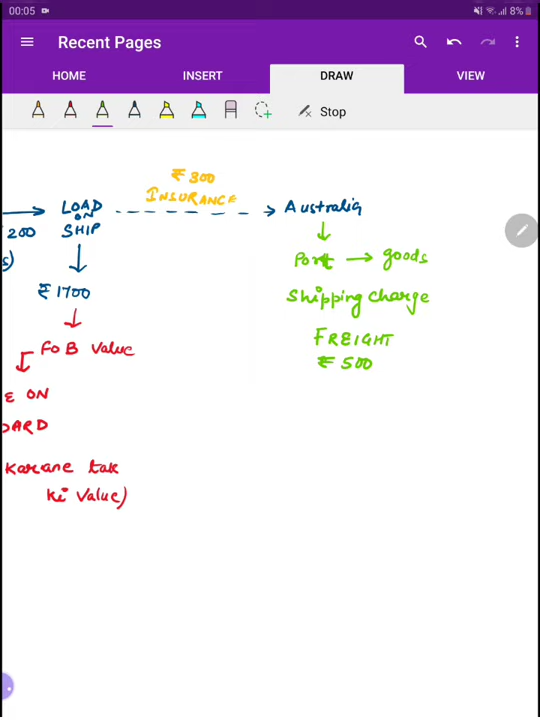 00:05 8%
Recent Pages
HOME INSERT DRAW VIEW
Stop
₹ 300
INSURANCE
LOAD
ON
SHIP
200
s)
Australia
Port → goods
Shipping charge
FREIGHT
₹ 500
₹ 1700
FOB Value
E ON
OARD
karane tak
ki Value)